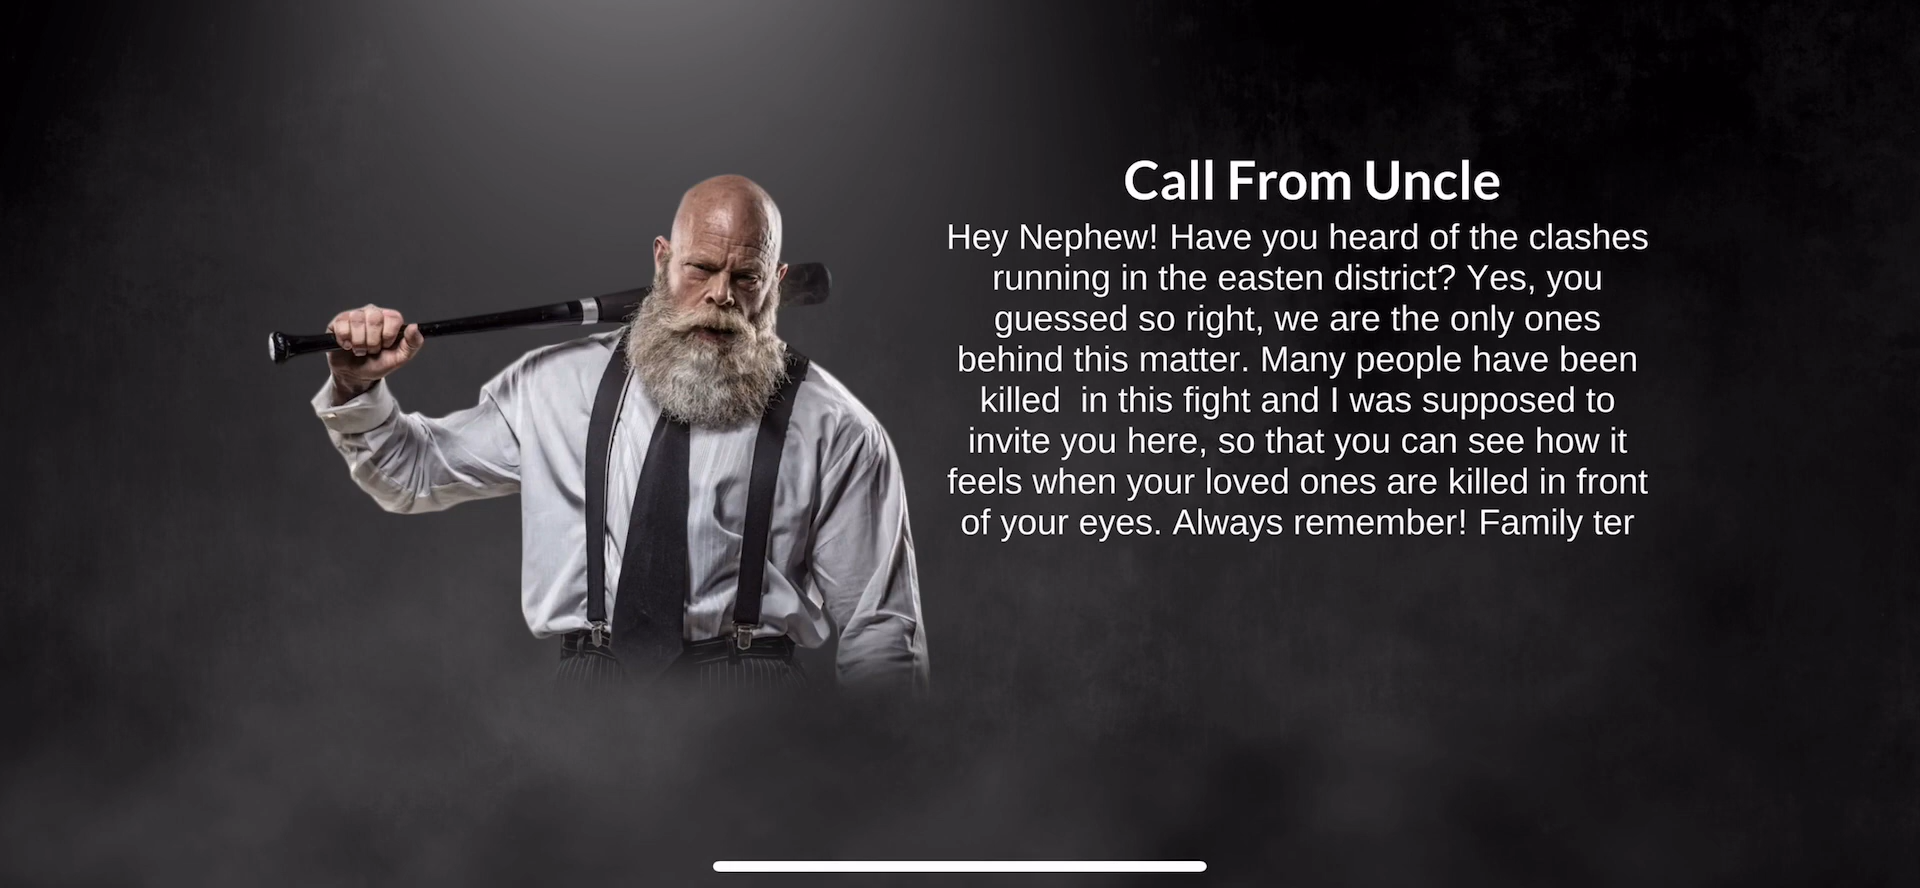 Call From Uncle
Hey Nephew! Have you heard of the clashes
running in the easten district? Yes, you
guessed so right, we are the only ones
behind this matter. Many people have been
killed  in this fight and I was supposed to
invite you here, so that you can see how it
feels when your loved ones are killed in front
of your eyes. Always remember! Family ter